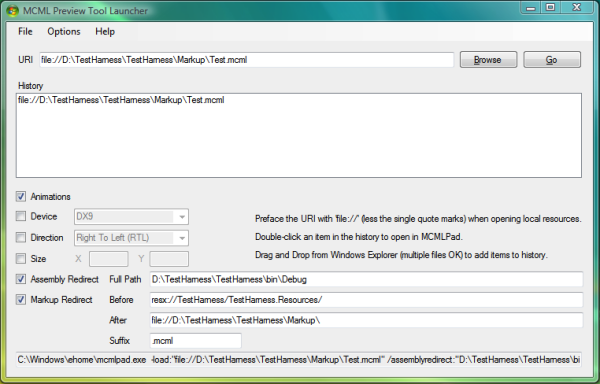 MCML Preview Tool Launcher
File Options Help
URI file://D:\TestHarness\TestHarness\Markup\Test.mcml Browse Go
History
file://D:\TestHarness\TestHarness\Markup\Test.mcml
Animations
Device DX9
Preface the URI with 'file://' (less the single quote marks) when opening local resources.
Direction Right To Left (RTL)
Double-click an item in the history to open in MCMLPad.
Size X Y
Drag and Drop from Windows Explorer (multiple files OK) to add items to history.
Assembly Redirect Full Path D:\TestHarness\TestHarness\bin\Debug
Markup Redirect Before resx://TestHarness/TestHarness.Resources/
After file://D:\TestHarness\TestHarness\Markup\
Suffix .mcml
C:\Windows\ehome\mcmlpad.exe -load:"file://D:\TestHarness\TestHarness\Markup\Test.mcml" /assemblyredirect:"D:\TestHarness\TestHarness\bi